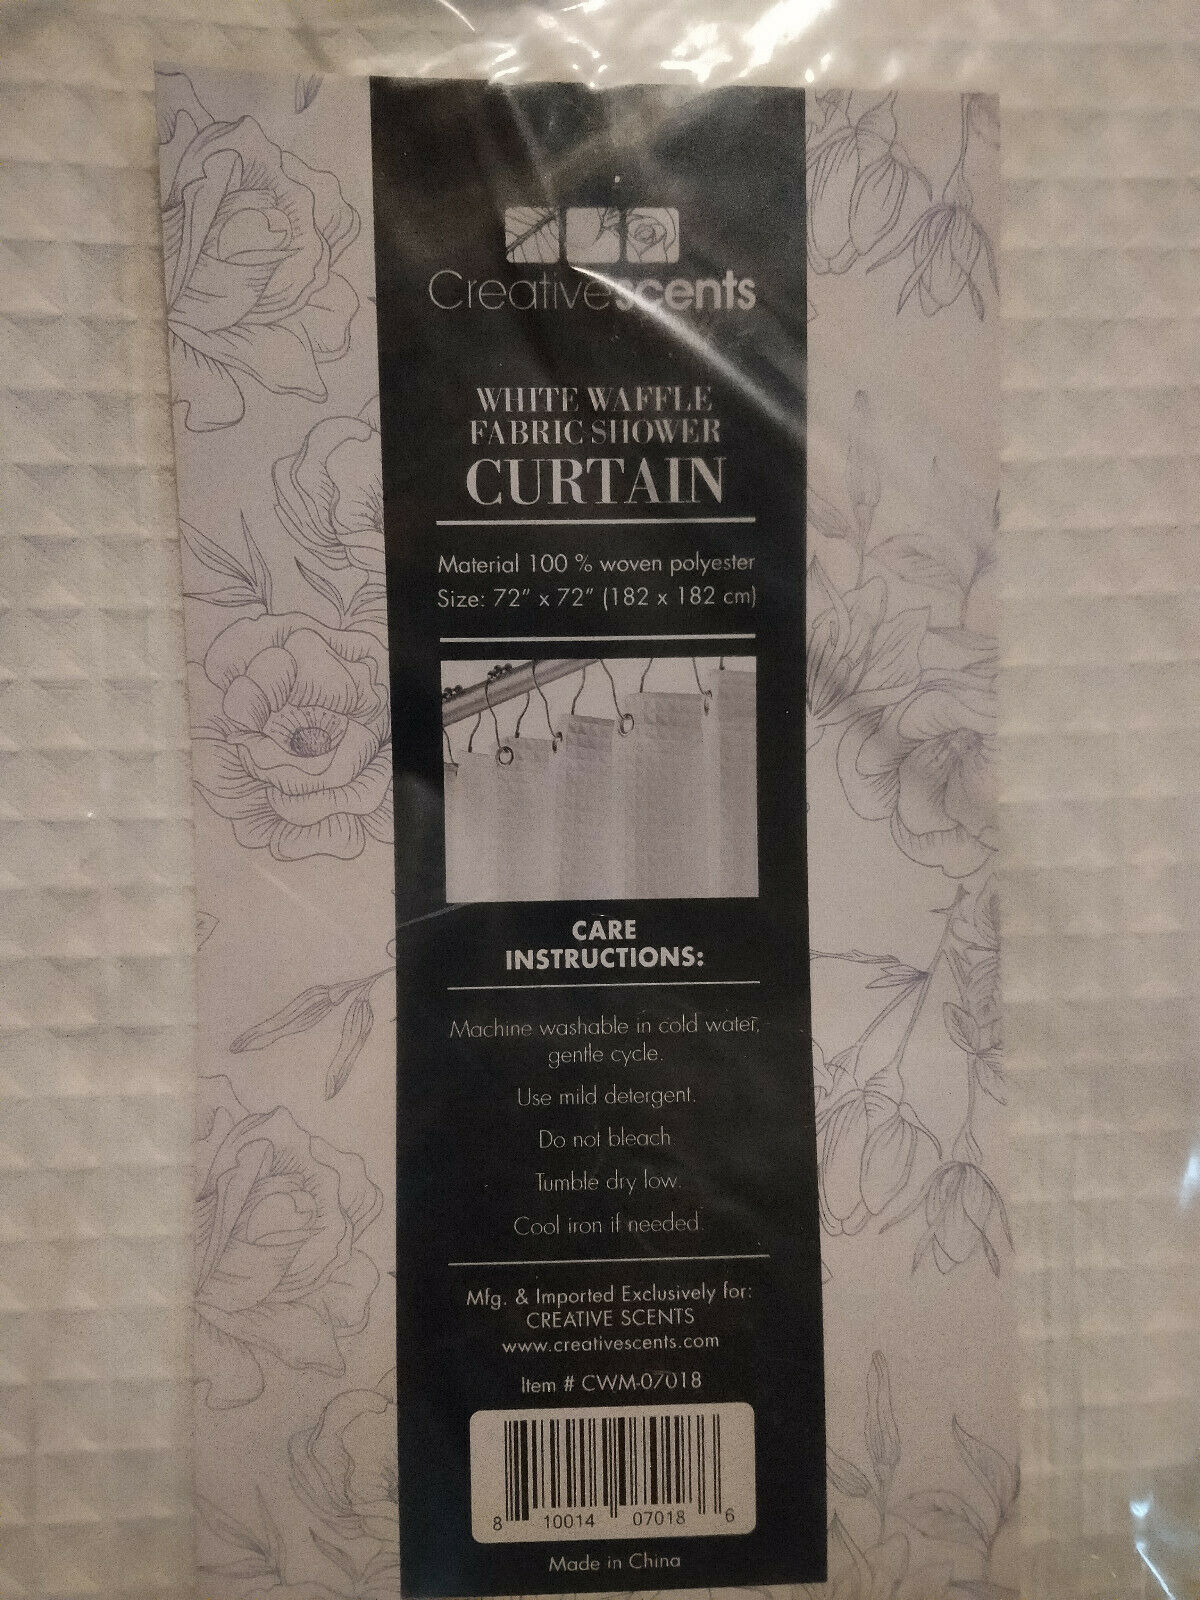 Creativescents
WHITE WAFFLE
FABRIC SHOWER
CURTAIN
Material 100 % woven polyester
Size: 72” x 72” (182 x 182 cm)
CARE
INSTRUCTIONS:
Machine washable in cold water,
gentle cycle.
Use mild detergent.
Do not bleach
Tumble dry low.
Cool iron if needed.
Mfg. & Imported Exclusively for:
CREATIVE SCENTS
www.creativescents.com
Item # CWM-07018
8 10014 07018 6
Made in China